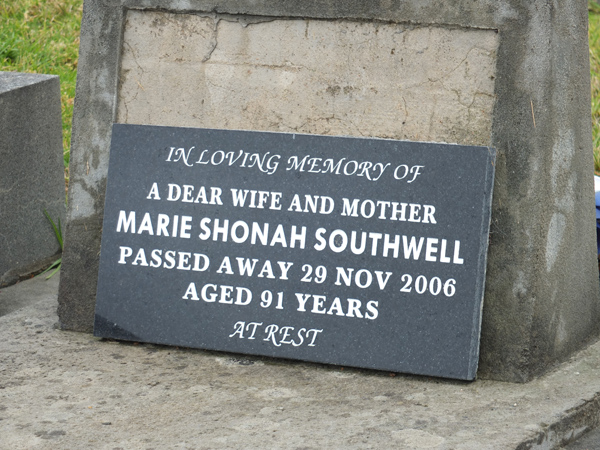 IN LOVING MEMORY OF
A DEAR WIFE AND MOTHER
MARIE SHONAH SOUTHWELL
PASSED AWAY 29 NOV 2006
AGED 91 YEARS
AT REST